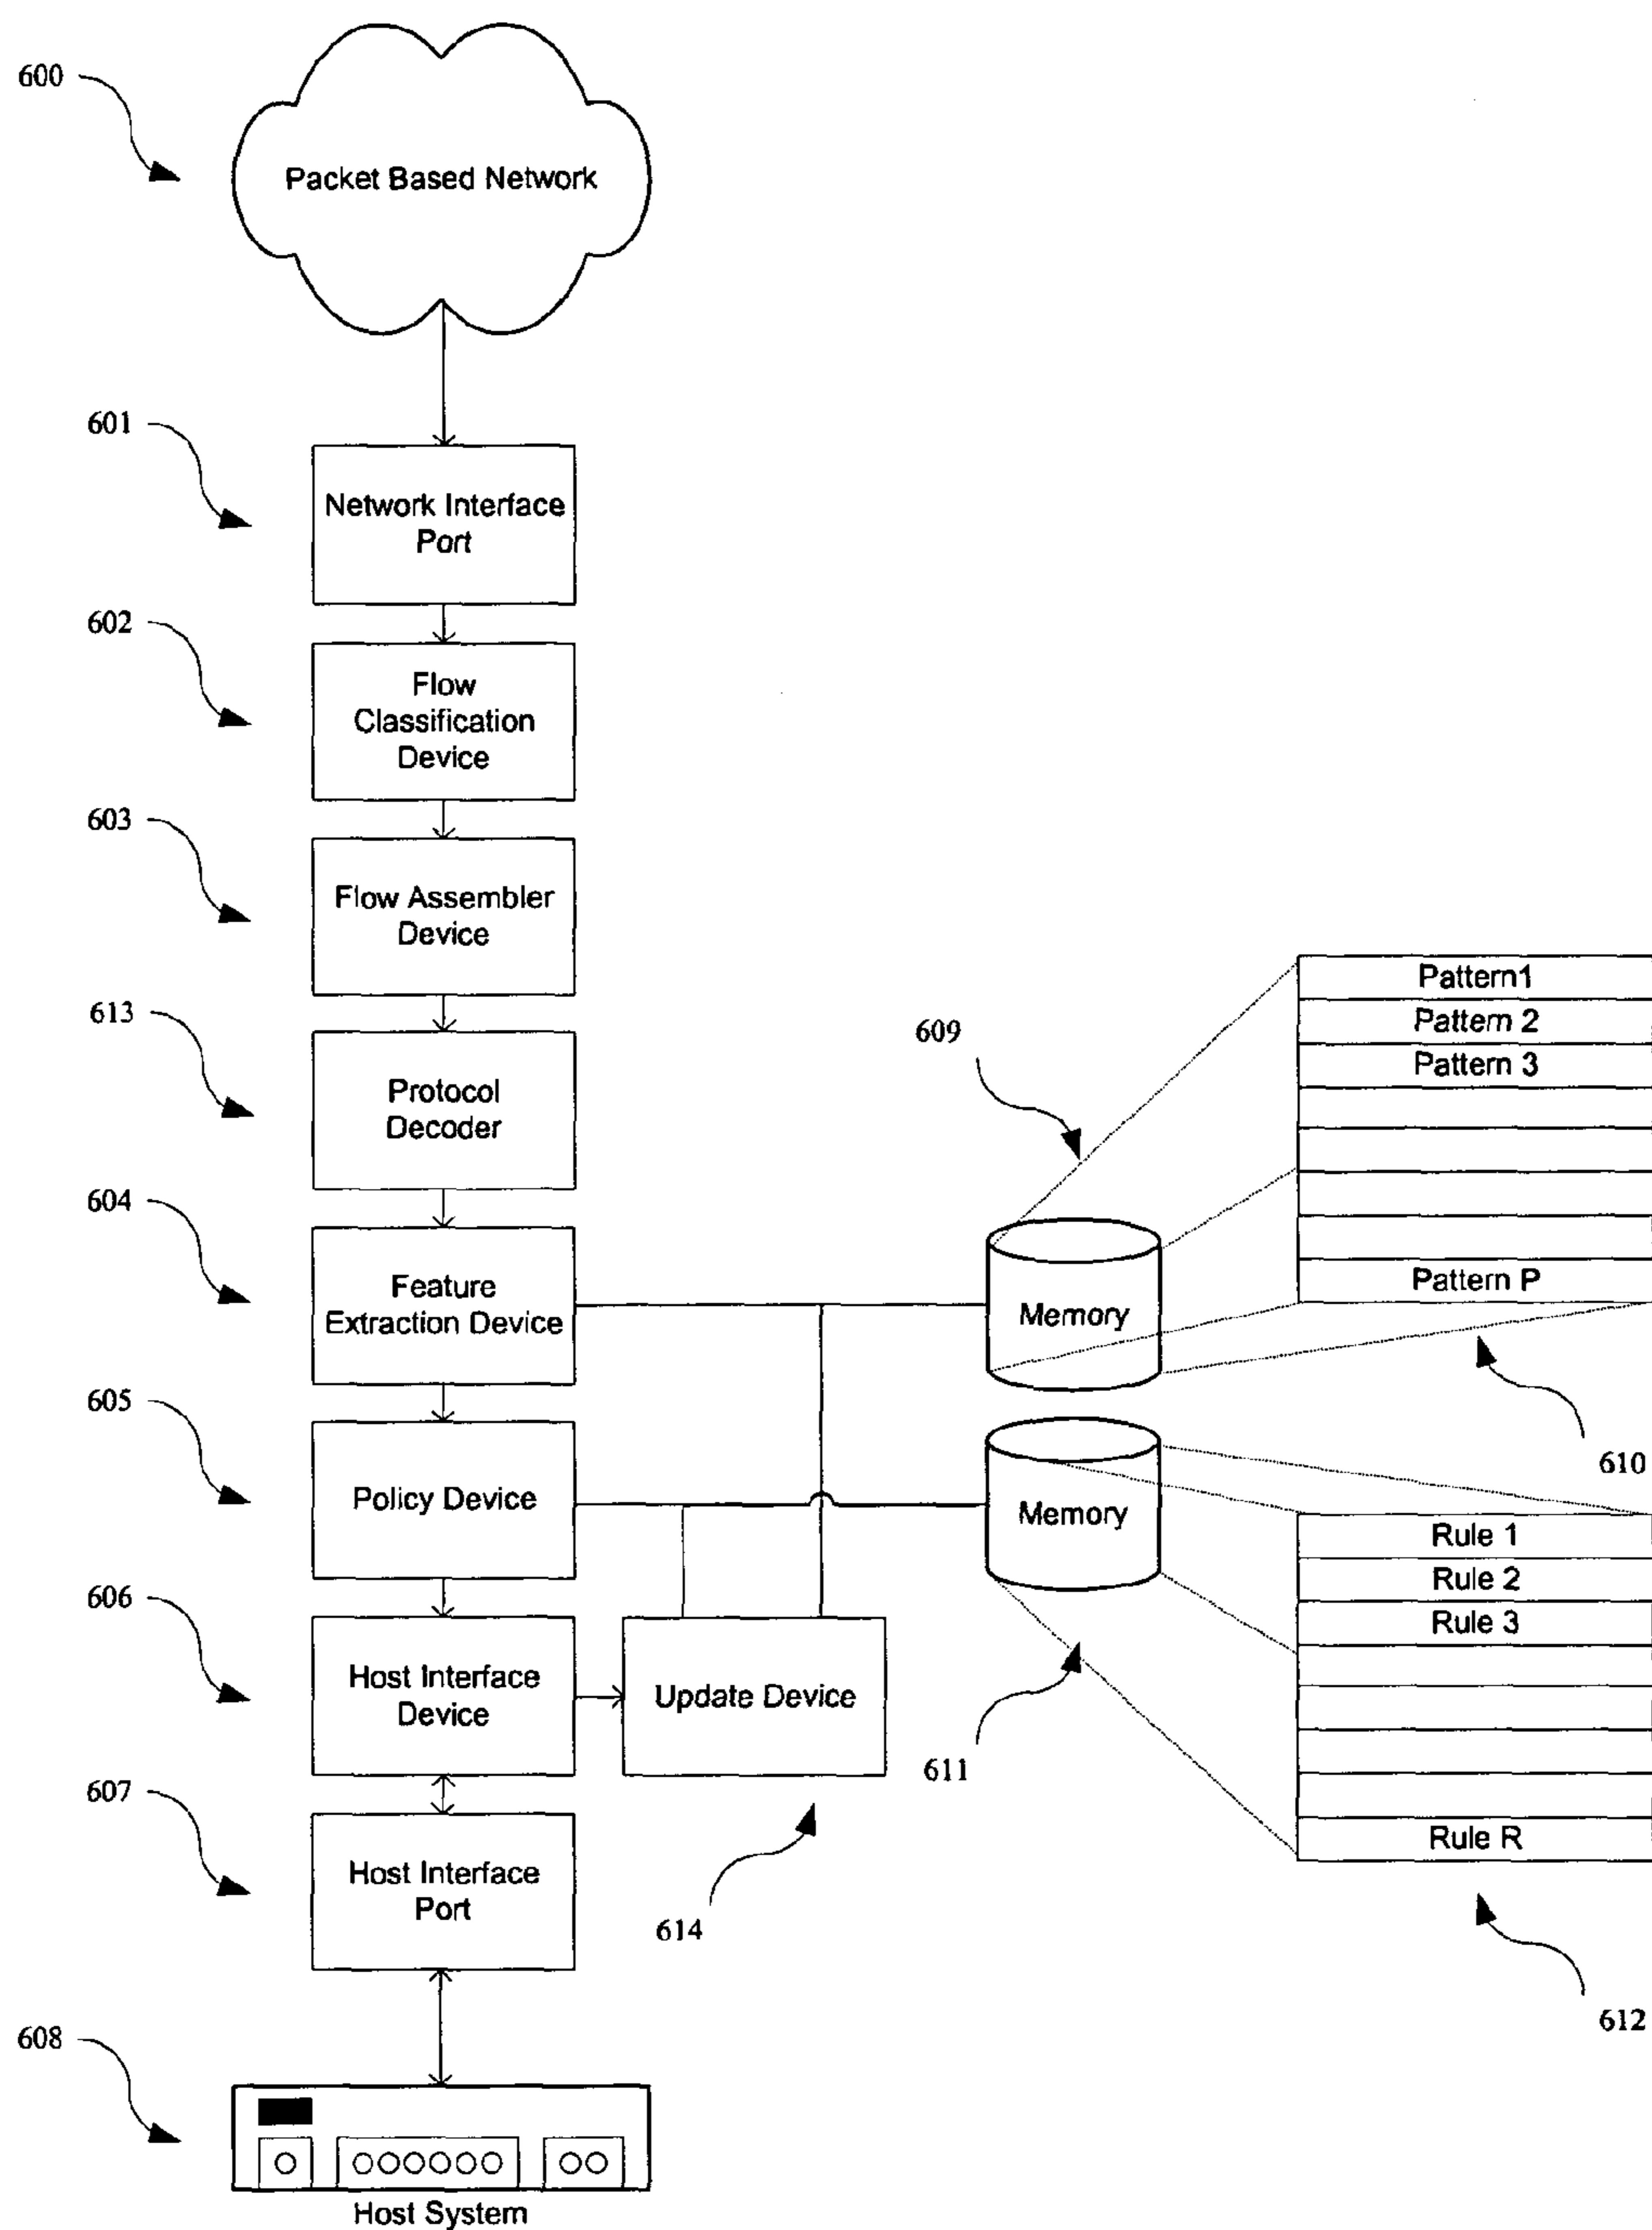 600
Packet Based Network
601
Network Interface
Port
602
Flow
Classification
Device
603
Flow Assembler
Device
613
Protocol
Decoder
604
Feature
Extraction Device
605
Policy Device
606
Host Interface
Device
Update Device
614
607
Host Interface
Port
608
Host System
609
Memory
Pattern1
Pattern 2
Pattern 3
Pattern P
610
Memory
611
Rule 1
Rule 2
Rule 3
Rule R
612